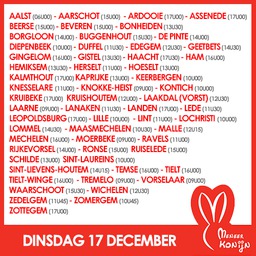 AALST (06U00) - AARSCHOT (15U00) - ARDOOIE (17U00) - ASSENEDE (17U00)
BEERSE (15U00) - BEVEREN (15U00) - BONHEIDEN (13U30)
BORGLOON (14U00) - BUGGENHOUT (15U30) - DE PINTE (14U00)
DIEPENBEEK (10U00) - DUFFEL (11U30) - EDEGEM (12U30) - GEETBETS (14U30)
GINGELOM (16U00) - GISTEL (13U30) - HAACHT (17U30) - HAM (16U00)
HEMIKSEM (13U30) - HERSELT (11U00) - HOESELT (13U00)
KALMTHOUT (17U00) KAPRIJKE (13U00) - KEERBERGEN (10U00)
KNESSELARE (11U00) - KNOKKE-HEIST (09U00) - KONTICH (10U00)
KRUIBEKE (17U00) KRUISHOUTEM (12U00) - LAAKDAL (VORST) (12U30)
LAARNE (09U00) - LANAKEN (11U00) - LANDEN (17U00) - LEDE (11U30)
LEOPOLDSBURG (17U00) - LILLE (10U00) - LINT (11U00) - LOCHRISTI (10U00)
LOMMEL (14U30) - MAASMECHELEN (10U30) - MALLE (12U15)
MECHELEN (16U00) - MOERBEKE (09U00) - RAVELS (11U00)
RIJKEVORSEL (14U00) - RONSE (15U00) RUISELEDE (15U00)
SCHILDE (13U00) SINT-LAUREINS (10U00)
SINT-LIEVENS-HOUTEM (14U15) - TEMSE (16U00) - TIELT (16U00)
TIELT-WINGE (16U00) - TREMELO (09U00) - VORSELAAR (09U00)
WAARSCHOOT (15U30) - WICHELEN (12U30)
ZEDELGEM (11U45) - ZOMERGEM (10U45)
ZOTTEGEM (17U00)
MENEER
KONIJN
DINSDAG 17 DECEMBER